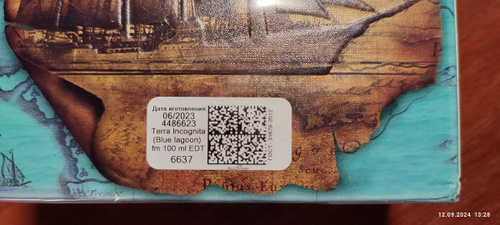 Дата изготовления
06/2023
4486623
Terra Incognita
(Blue lagoon)
fm 100 ml EDT
6637
ГОСТ 31678-2012
12.09.2024 13:28